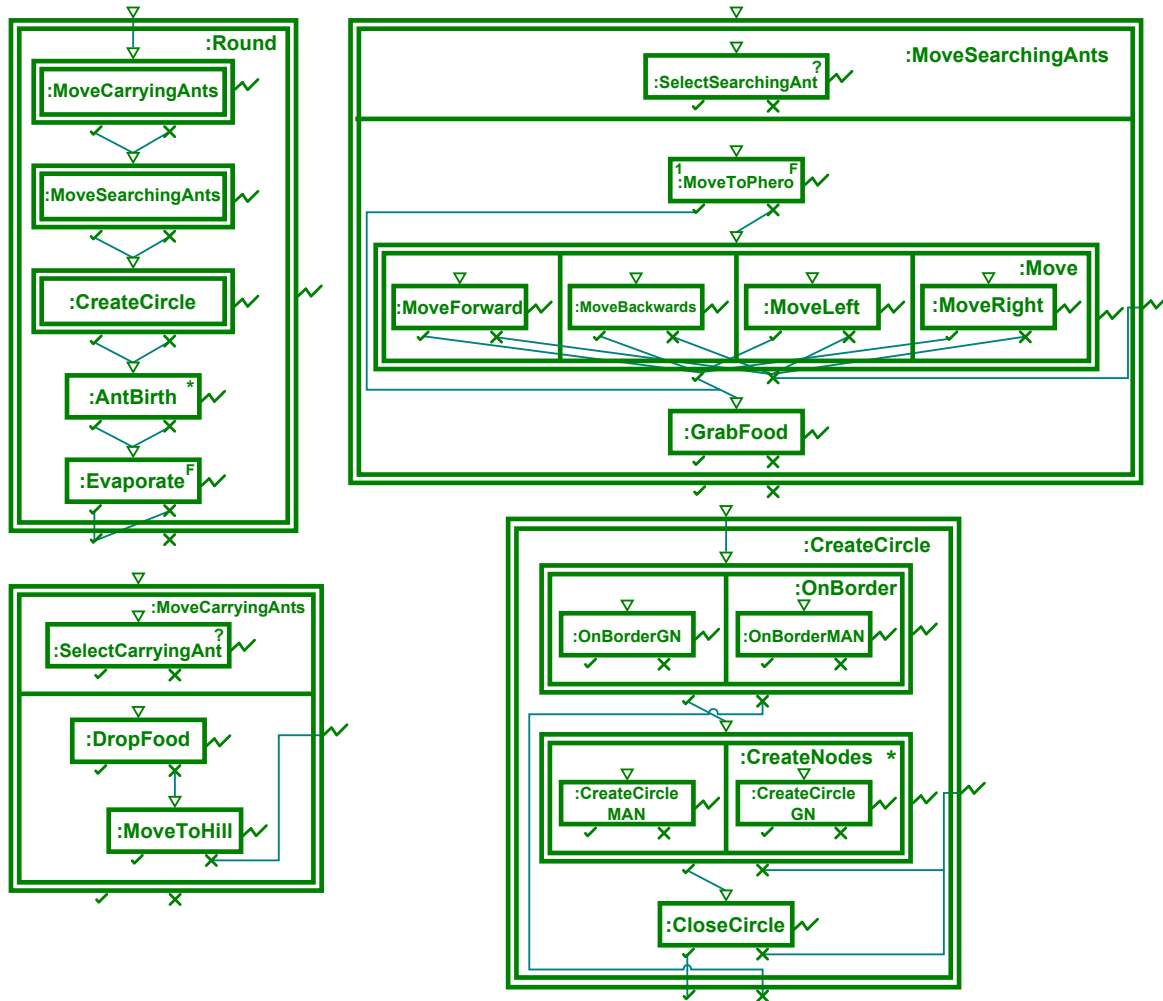 :Round
:MoveCarryingAnts
:MoveSearchingAnts
:CreateCircle
:AntBirth *
:Evaporate F
:MoveSearchingAnts
?
:SelectSearchingAnt
1 F
:MoveToPhero
:Move
:MoveForward
:MoveBackwards
:MoveLeft
:MoveRight
:GrabFood
:MoveCarryingAnts
?
:SelectCarryingAnt
:DropFood
:MoveToHill
:CreateCircle
:OnBorder
:OnBorderGN
:OnBorderMAN
:CreateNodes *
:CreateCircle
MAN
:CreateCircle
GN
:CloseCircle